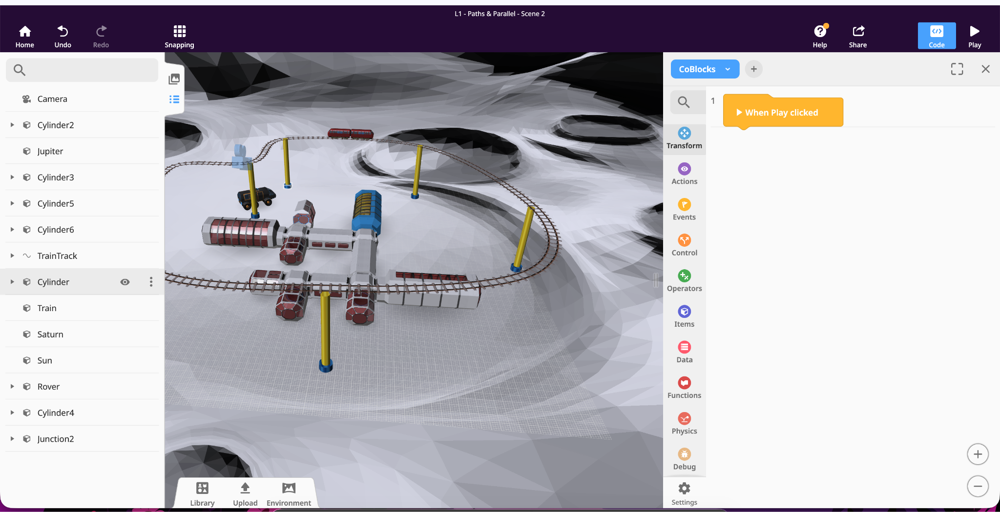 L1 - Paths & Parallel - Scene 2
Home
Undo
Redo
Snapping
Help
Share
Code
Play
Camera
Cylinder2
Jupiter
Cylinder3
Cylinder5
Cylinder6
TrainTrack
Cylinder
Train
Saturn
Sun
Rover
Cylinder4
Junction2
Library
Upload
Environment
CoBlocks
1
When Play clicked
Transform
Actions
Events
Control
Operators
Items
Data
Functions
Physics
Debug
Settings